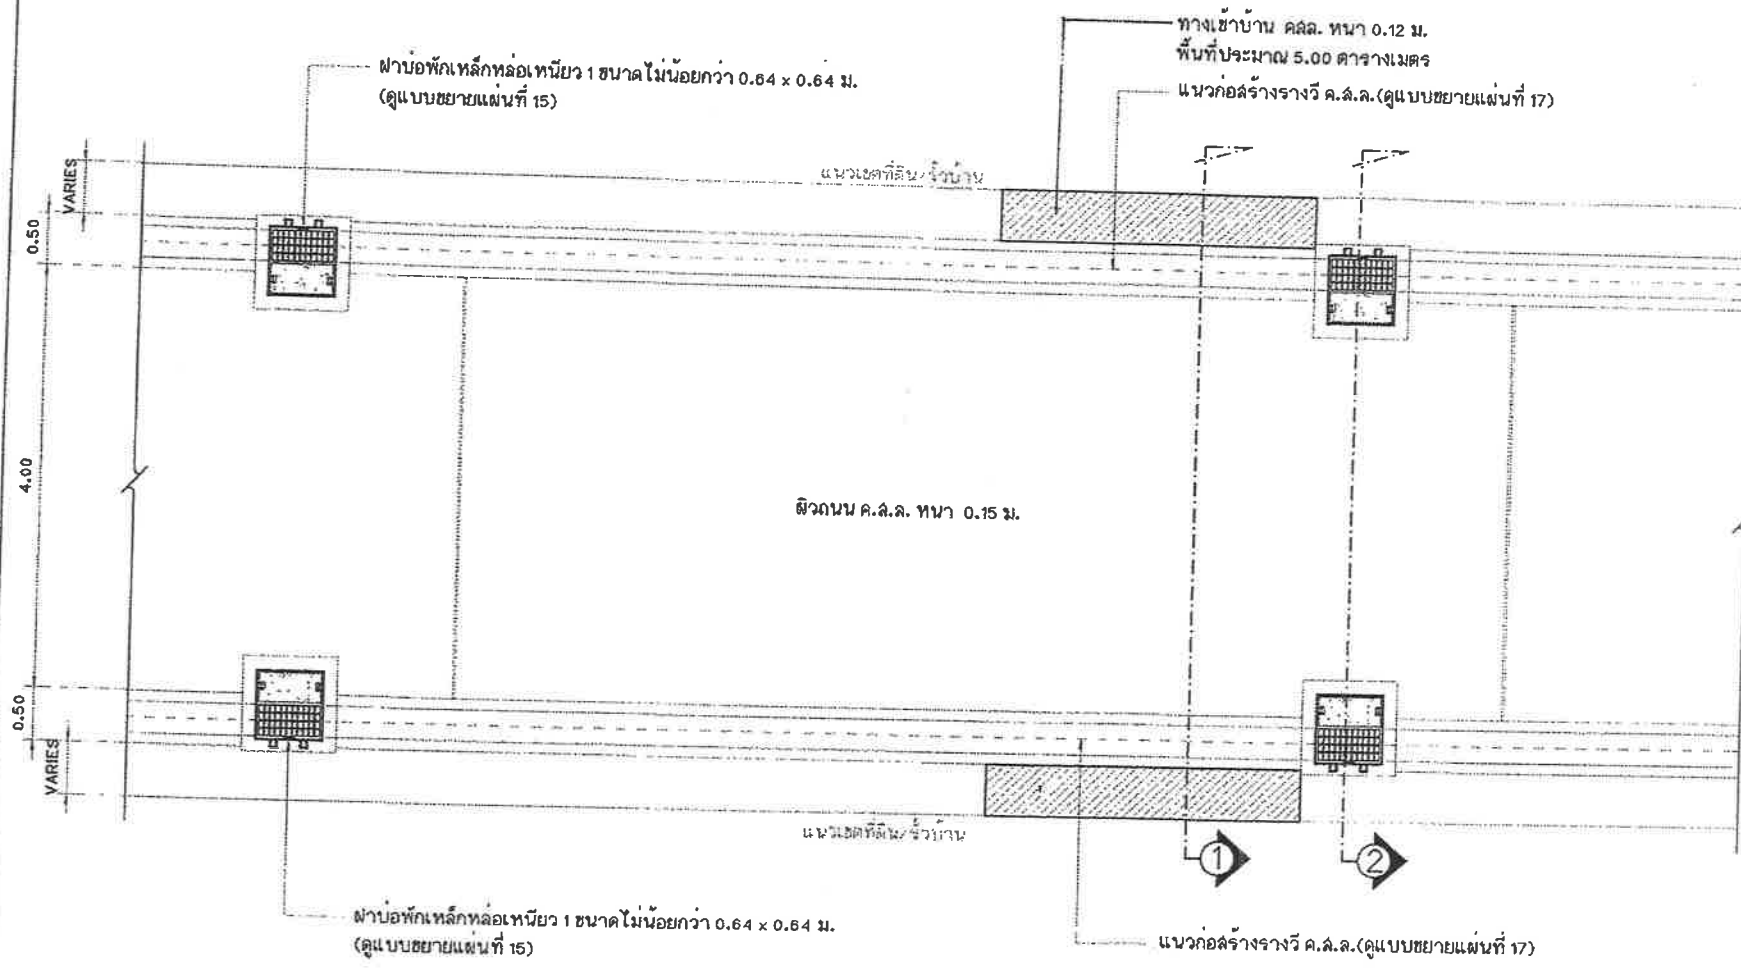 ทางเข้าบ้าน คสล. หนา 0.12 ม.
พื้นที่ประมาณ 5.00 ตารางเมตร
ฝาบ่อพักเหล็กหล่อเหนียว 1 ขนาดไม่น้อยกว่า 0.64 x 0.64 ม.
(ดูแบบขยายแผ่นที่ 15)
แนวก่อสร้างรางวี ค.ส.ล.(ดูแบบขยายแผ่นที่ 17)
แนวเขตที่ดิน/รั้วบ้าน
VARIES
0.50
4.00
ผิวถนน ค.ส.ล. หนา 0.15 ม.
0.50
VARIES
แนวเขตที่ดิน/รั้วบ้าน
1
2
ฝาบ่อพักเหล็กหล่อเหนียว 1 ขนาดไม่น้อยกว่า 0.64 x 0.64 ม.
(ดูแบบขยายแผ่นที่ 15)
แนวก่อสร้างรางวี ค.ส.ล.(ดูแบบขยายแผ่นที่ 17)